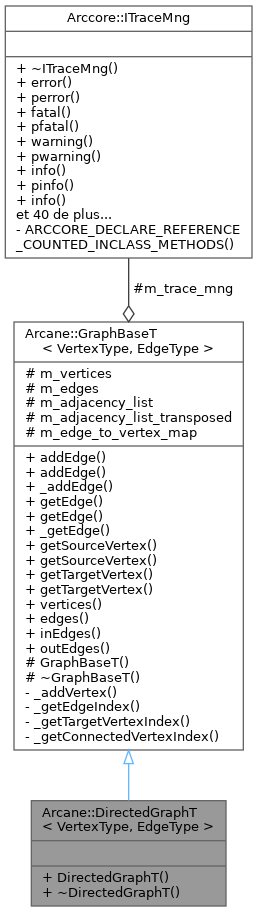 Arccore::ITraceMng
+ ~ITraceMng()
+ error()
+ perror()
+ fatal()
+ pfatal()
+ warning()
+ pwarning()
+ info()
+ pinfo()
+ info()
et 40 de plus...
- ARCCORE_DECLARE_REFERENCE
_COUNTED_INCLASS_METHODS()
#m_trace_mng
Arcane::GraphBaseT
< VertexType, EdgeType >
# m_vertices
# m_edges
# m_adjacency_list
# m_adjacency_list_transposed
# m_edge_to_vertex_map
+ addEdge()
+ addEdge()
+ _addEdge()
+ getEdge()
+ getEdge()
+ _getEdge()
+ getSourceVertex()
+ getSourceVertex()
+ getTargetVertex()
+ getTargetVertex()
+ vertices()
+ edges()
+ inEdges()
+ outEdges()
# GraphBaseT()
# ~GraphBaseT()
- _addVertex()
- _getEdgeIndex()
- _getTargetVertexIndex()
- _getConnectedVertexIndex()
Arcane::DirectedGraphT
< VertexType, EdgeType >
+ DirectedGraphT()
+ ~DirectedGraphT()